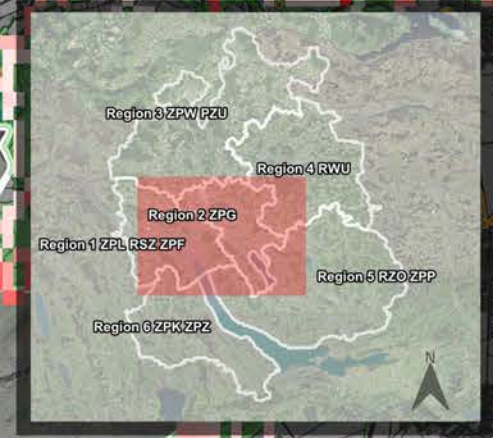 Region 3 ZPW PZU
Region 4 RWU
Region 2 ZPG
Region 1 ZPL RSZ ZPF
Region 5 RZO ZPP
Region 6 ZPK ZPZ
N